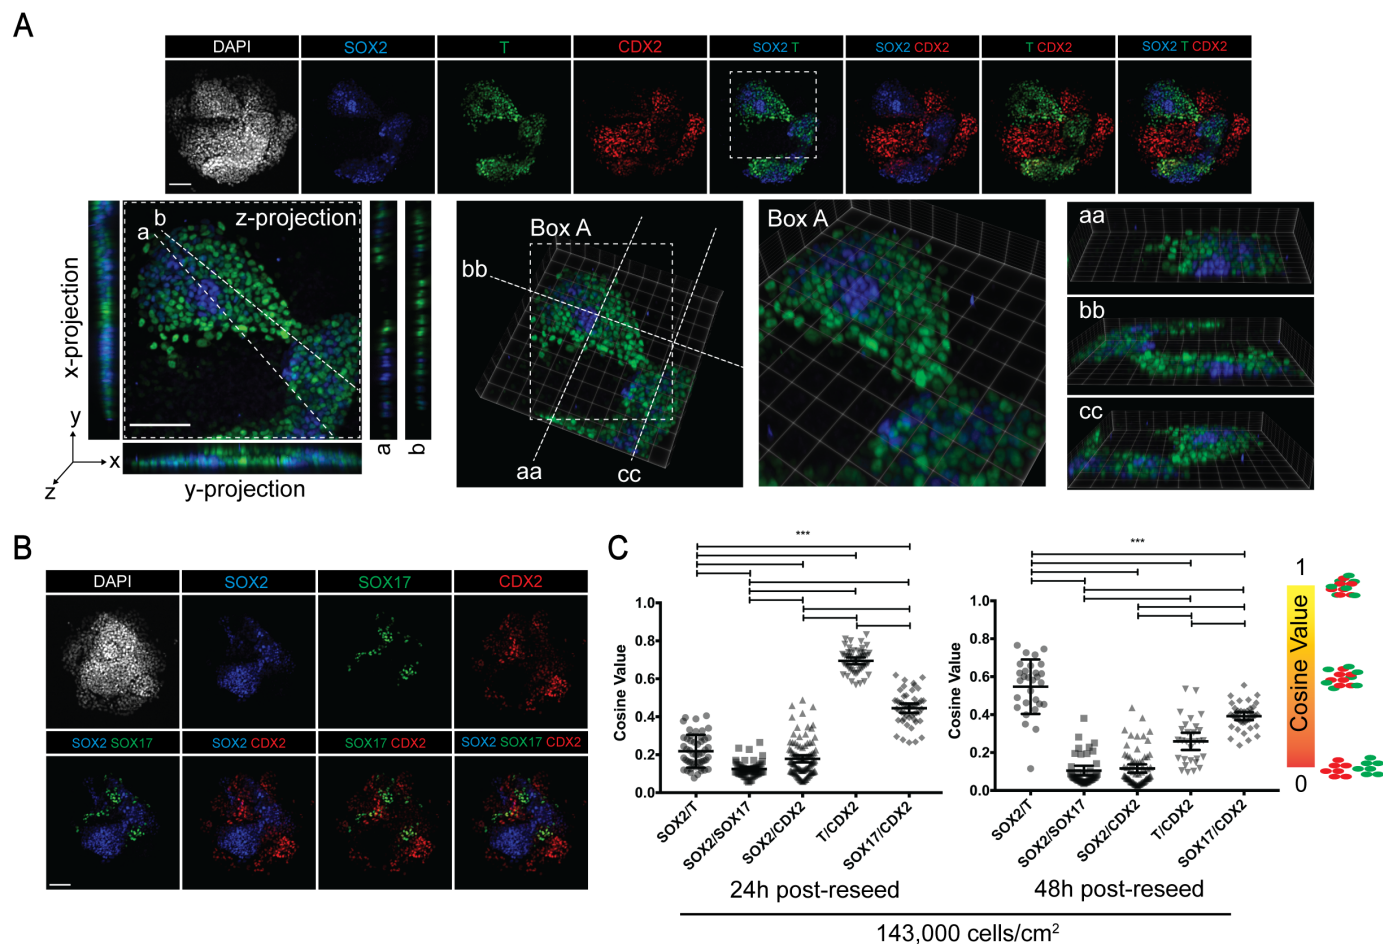 A
DAPI
SOX2
T
CDX2
SOX2 T
SOX2 CDX2
T CDX2
SOX2 T CDX2
x-projection
b
a
z-projection
a
b
y
x
z
y-projection
Box A
bb
aa
cc
Box A
aa
bb
cc
B
DAPI
SOX2
SOX17
CDX2
SOX2 SOX17
SOX2 CDX2
SOX17 CDX2
SOX2 SOX17 CDX2
C
***
1.0
0.8
0.6
0.4
0.2
0.0
Cosine Value
SOX2/T
SOX2/SOX17
SOX2/CDX2
T/CDX2
SOX17/CDX2
24h post-reseed
***
1.0
0.8
0.6
0.4
0.2
0.0
Cosine Value
SOX2/T
SOX2/SOX17
SOX2/CDX2
T/CDX2
SOX17/CDX2
48h post-reseed
143,000 cells/cm²
1
Cosine Value
0